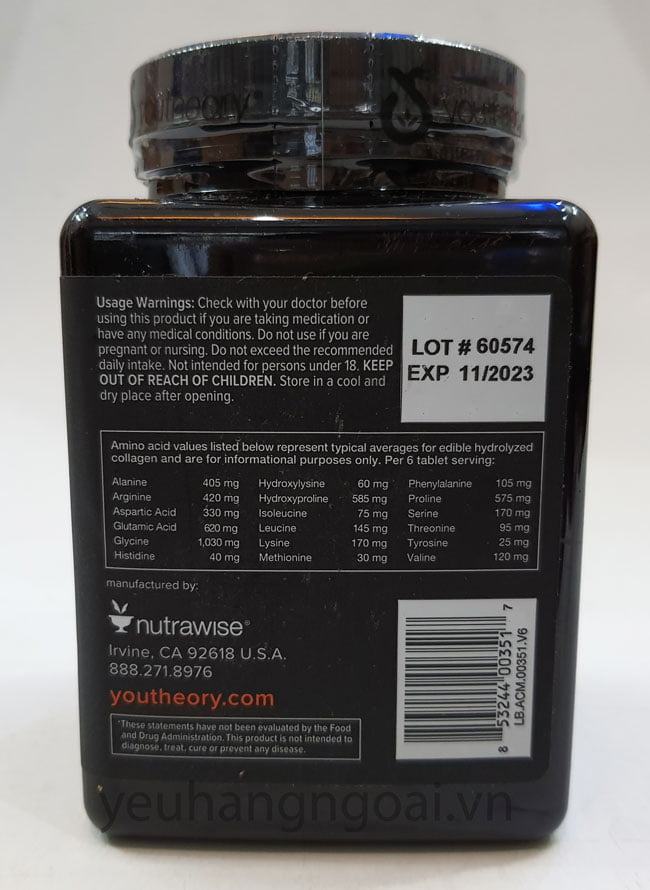 youtheory
Usage Warnings: Check with your doctor before
using this product if you are taking medication or
have any medical conditions. Do not use if you are
pregnant or nursing. Do not exceed the recommended
daily intake. Not intended for persons under 18. KEEP
OUT OF REACH OF CHILDREN. Store in a cool and
dry place after opening.
LOT # 60574
EXP 11/2023
Amino acid values listed below represent typical averages for edible hydrolyzed
collagen and are for informational purposes only. Per 6 tablet serving:
Alanine 405 mg Hydroxylysine 60 mg Phenylalanine 105 mg
Arginine 420 mg Hydroxyproline 585 mg Proline 575 mg
Aspartic Acid 330 mg Isoleucine 75 mg Serine 170 mg
Glutamic Acid 620 mg Leucine 145 mg Threonine 95 mg
Glycine 1,030 mg Lysine 170 mg Tyrosine 25 mg
Histidine 40 mg Methionine 30 mg Valine 120 mg
manufactured by:
nutrawise®
Irvine, CA 92618 U.S.A.
888.271.8976
youtheory.com
*These statements have not been evaluated by the Food
and Drug Administration. This product is not intended to
diagnose, treat, cure or prevent any disease.
8 53244 00351 7
LB.ACM.00351.V6
yeuhangngoai.vn